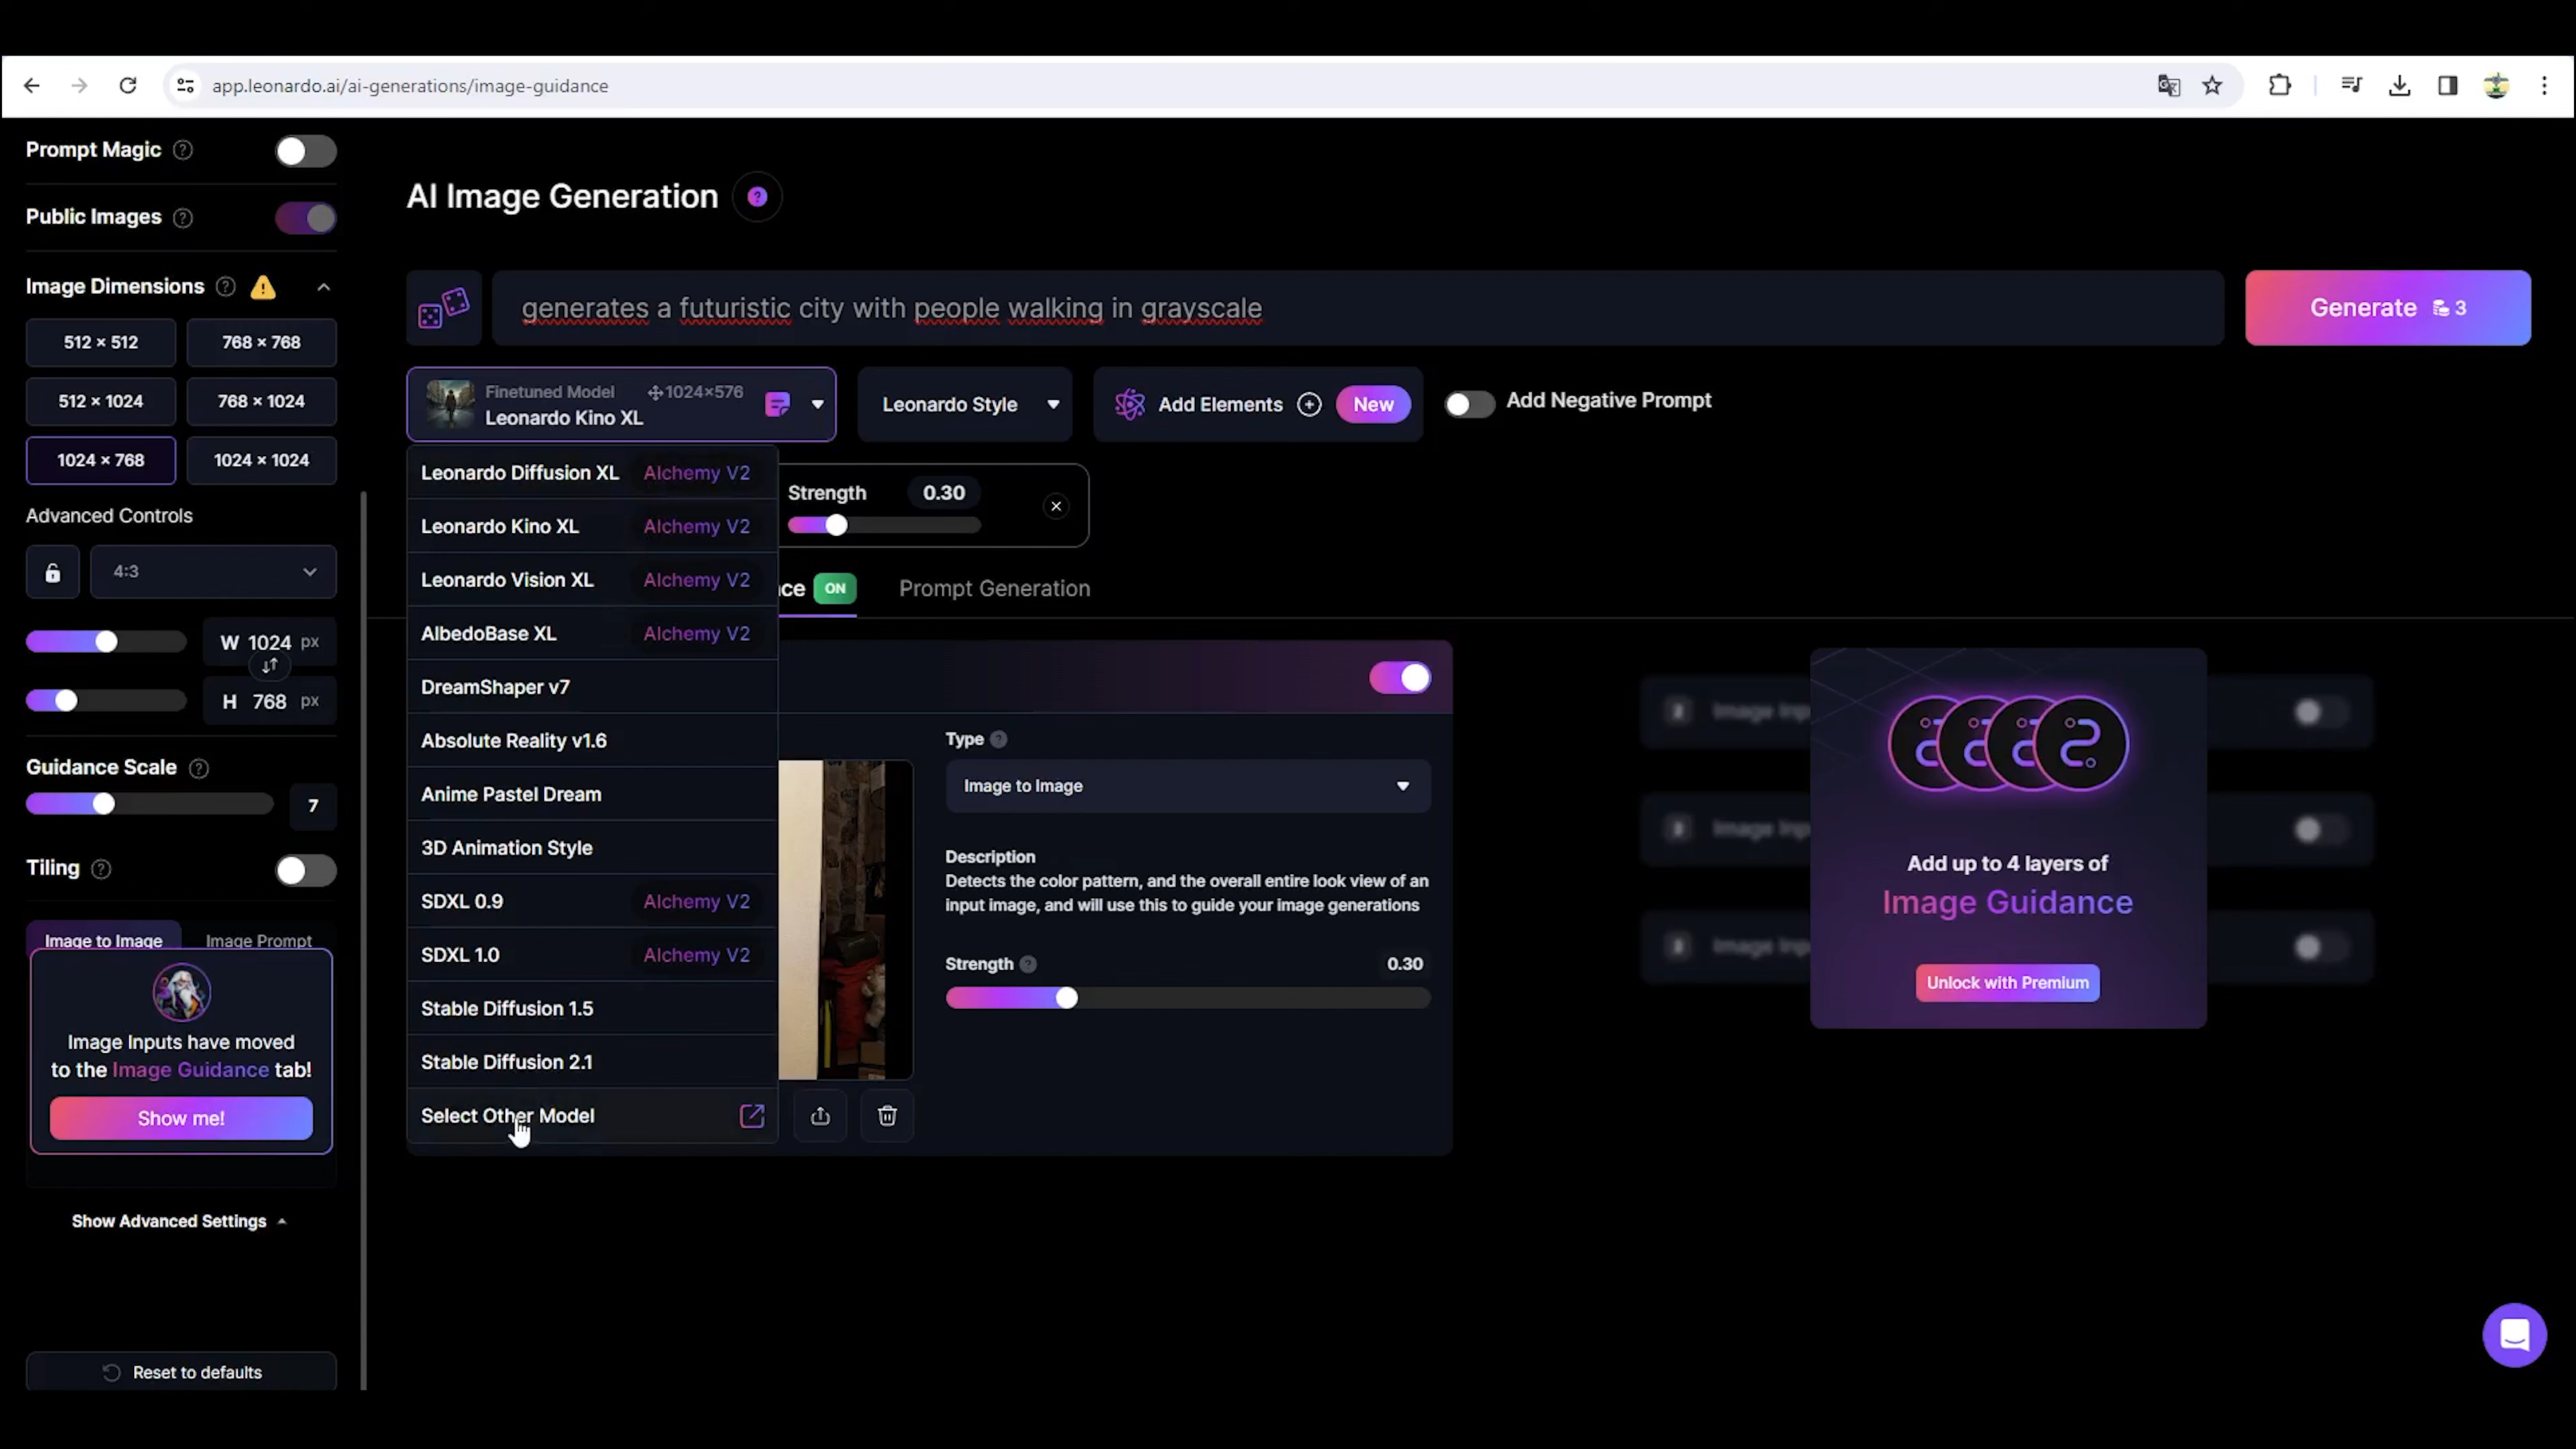 app.leonardo.ai/ai-generations/image-guidance
Prompt Magic
Public Images
Image Dimensions
512 × 512
768 × 768
512 × 1024
768 × 1024
1024 × 768
1024 × 1024
Advanced Controls
4:3
W 1024 px
H 768 px
Guidance Scale
7
Tiling
Image to Image
Image Prompt
Image Inputs have moved
to the Image Guidance tab!
Show me!
Show Advanced Settings
Reset to defaults
AI Image Generation
generates a futuristic city with people walking in grayscale
Generate 3
Finetuned Model 1024×576
Leonardo Kino XL
Leonardo Style
Add Elements
New
Add Negative Prompt
Leonardo Diffusion XL Alchemy V2
Leonardo Kino XL Alchemy V2
Leonardo Vision XL Alchemy V2
AlbedoBase XL Alchemy V2
DreamShaper v7
Absolute Reality v1.6
Anime Pastel Dream
3D Animation Style
SDXL 0.9 Alchemy V2
SDXL 1.0 Alchemy V2
Stable Diffusion 1.5
Stable Diffusion 2.1
Select Other Model
Strength 0.30
ON
Prompt Generation
Type
Image to Image
Description
Detects the color pattern, and the overall entire look view of an
input image, and will use this to guide your image generations
Strength 0.30
Add up to 4 layers of
Image Guidance
Unlock with Premium